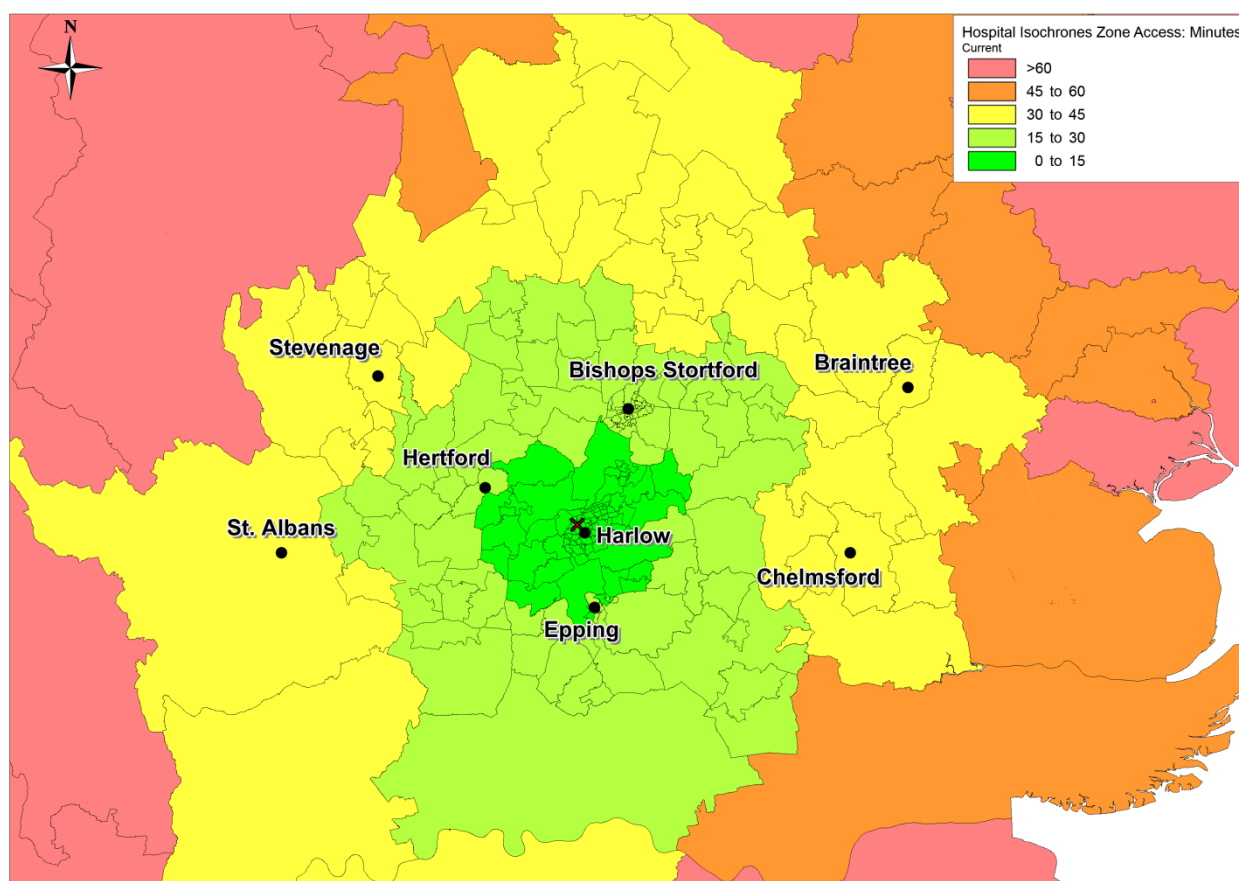 N
Hospital Isochrones Zone Access: Minutes
Current
>60
45 to 60
30 to 45
15 to 30
0 to 15
Stevenage
Bishops Stortford
Braintree
Hertford
St. Albans
Harlow
Chelmsford
Epping